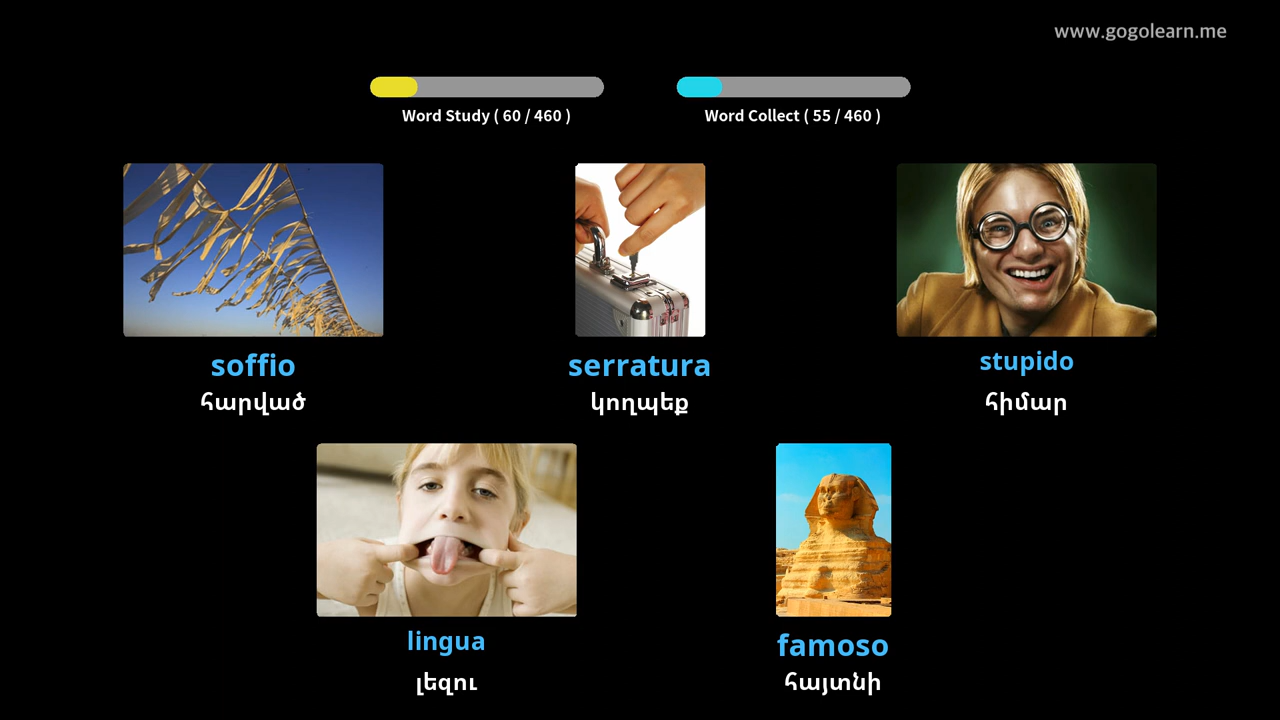 www.gogolearn.me
Word Study ( 60 / 460 )
Word Collect ( 55 / 460 )
soffio
հարված
serratura
կողպեք
stupido
հիմար
lingua
լեզու
famoso
հայտնի